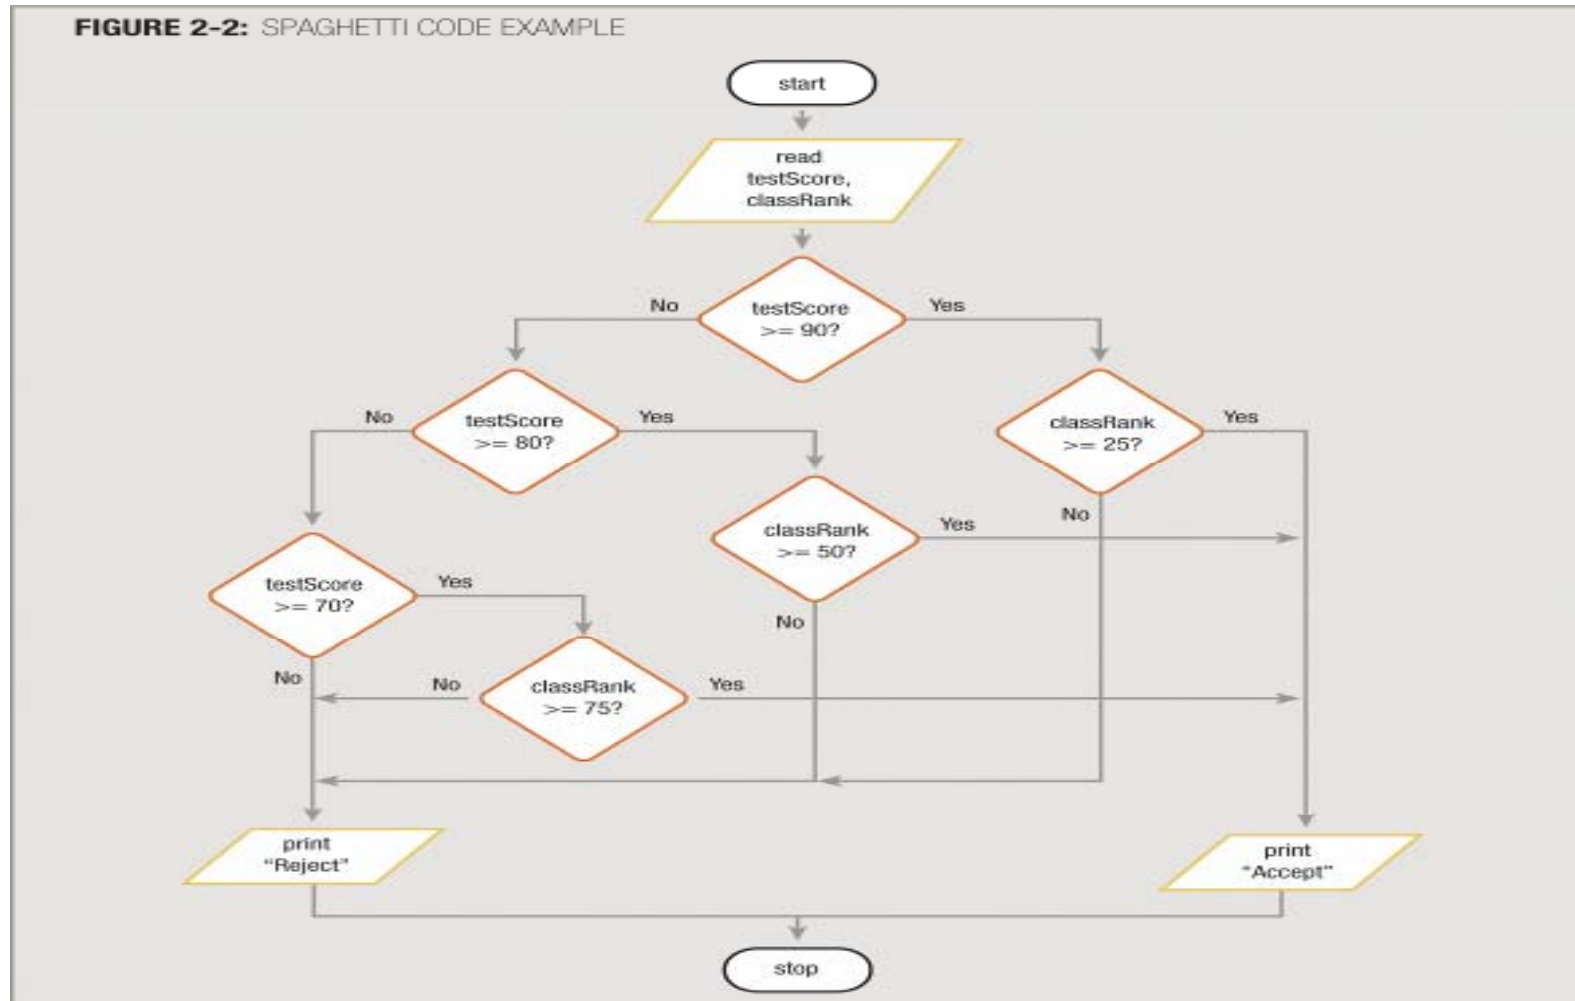 FIGURE 2-2: SPAGHETTI CODE EXAMPLE
start
read
testScore,
classRank
No
testScore
>= 90?
Yes
No
testScore
>= 80?
Yes
classRank
>= 25?
Yes
No
classRank
>= 50?
Yes
No
testScore
>= 70?
Yes
No
No
classRank
>= 75?
Yes
print
"Reject"
print
"Accept"
stop